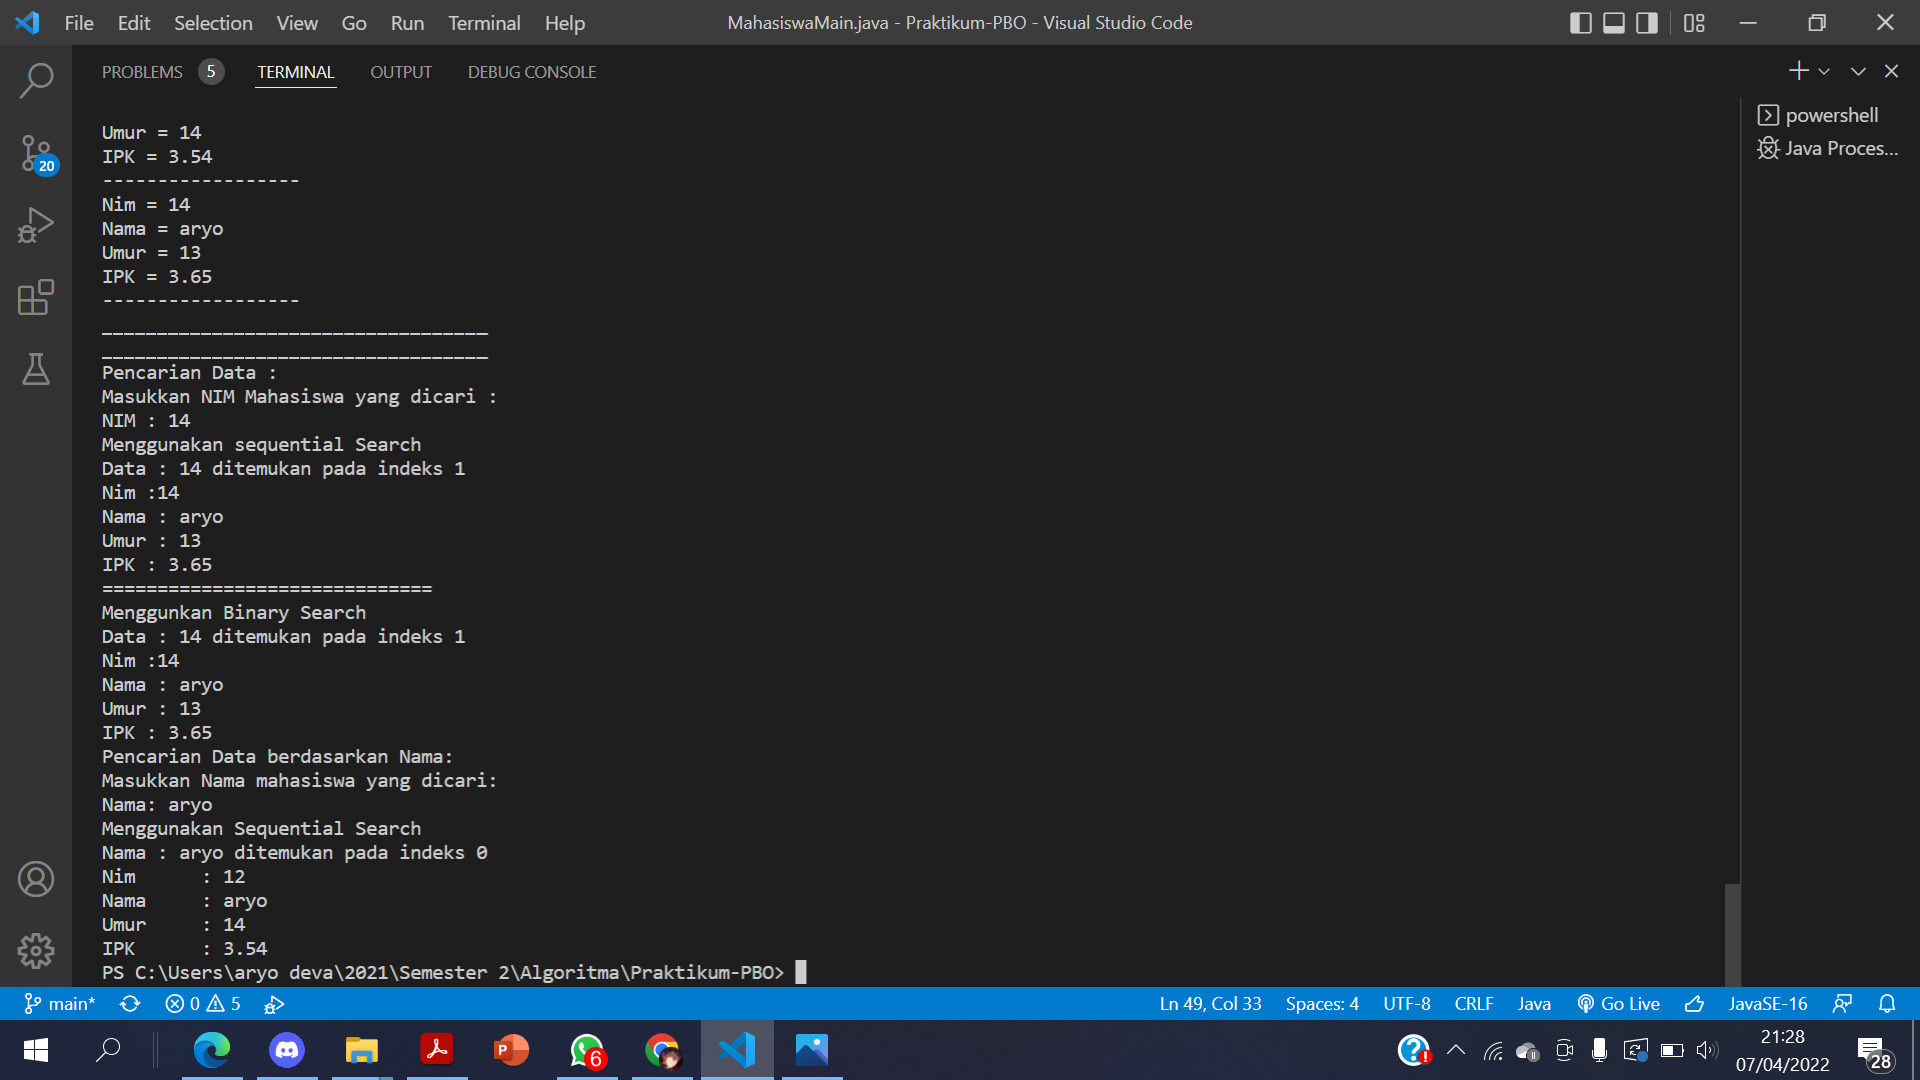 File Edit Selection View Go Run Terminal Help
MahasiswaMain.java - Praktikum-PBO - Visual Studio Code
PROBLEMS 5 TERMINAL OUTPUT DEBUG CONSOLE
powershell
Java Proces...
20
Umur = 14
IPK = 3.54
------------------
Nim = 14
Nama = aryo
Umur = 13
IPK = 3.65
------------------
___________________________________
___________________________________
Pencarian Data :
Masukkan NIM Mahasiswa yang dicari :
NIM : 14
Menggunakan sequential Search
Data : 14 ditemukan pada indeks 1
Nim :14
Nama : aryo
Umur : 13
IPK : 3.65
==============================
Menggunkan Binary Search
Data : 14 ditemukan pada indeks 1
Nim :14
Nama : aryo
Umur : 13
IPK : 3.65
Pencarian Data berdasarkan Nama:
Masukkan Nama mahasiswa yang dicari:
Nama: aryo
Menggunakan Sequential Search
Nama : aryo ditemukan pada indeks 0
Nim      : 12
Nama     : aryo
Umur     : 14
IPK      : 3.54
PS C:\Users\aryo deva\2021\Semester 2\Algoritma\Praktikum-PBO>
main* 0 5 Ln 49, Col 33 Spaces: 4 UTF-8 CRLF Java Go Live JavaSE-16
P 6
21:28
07/04/2022
28